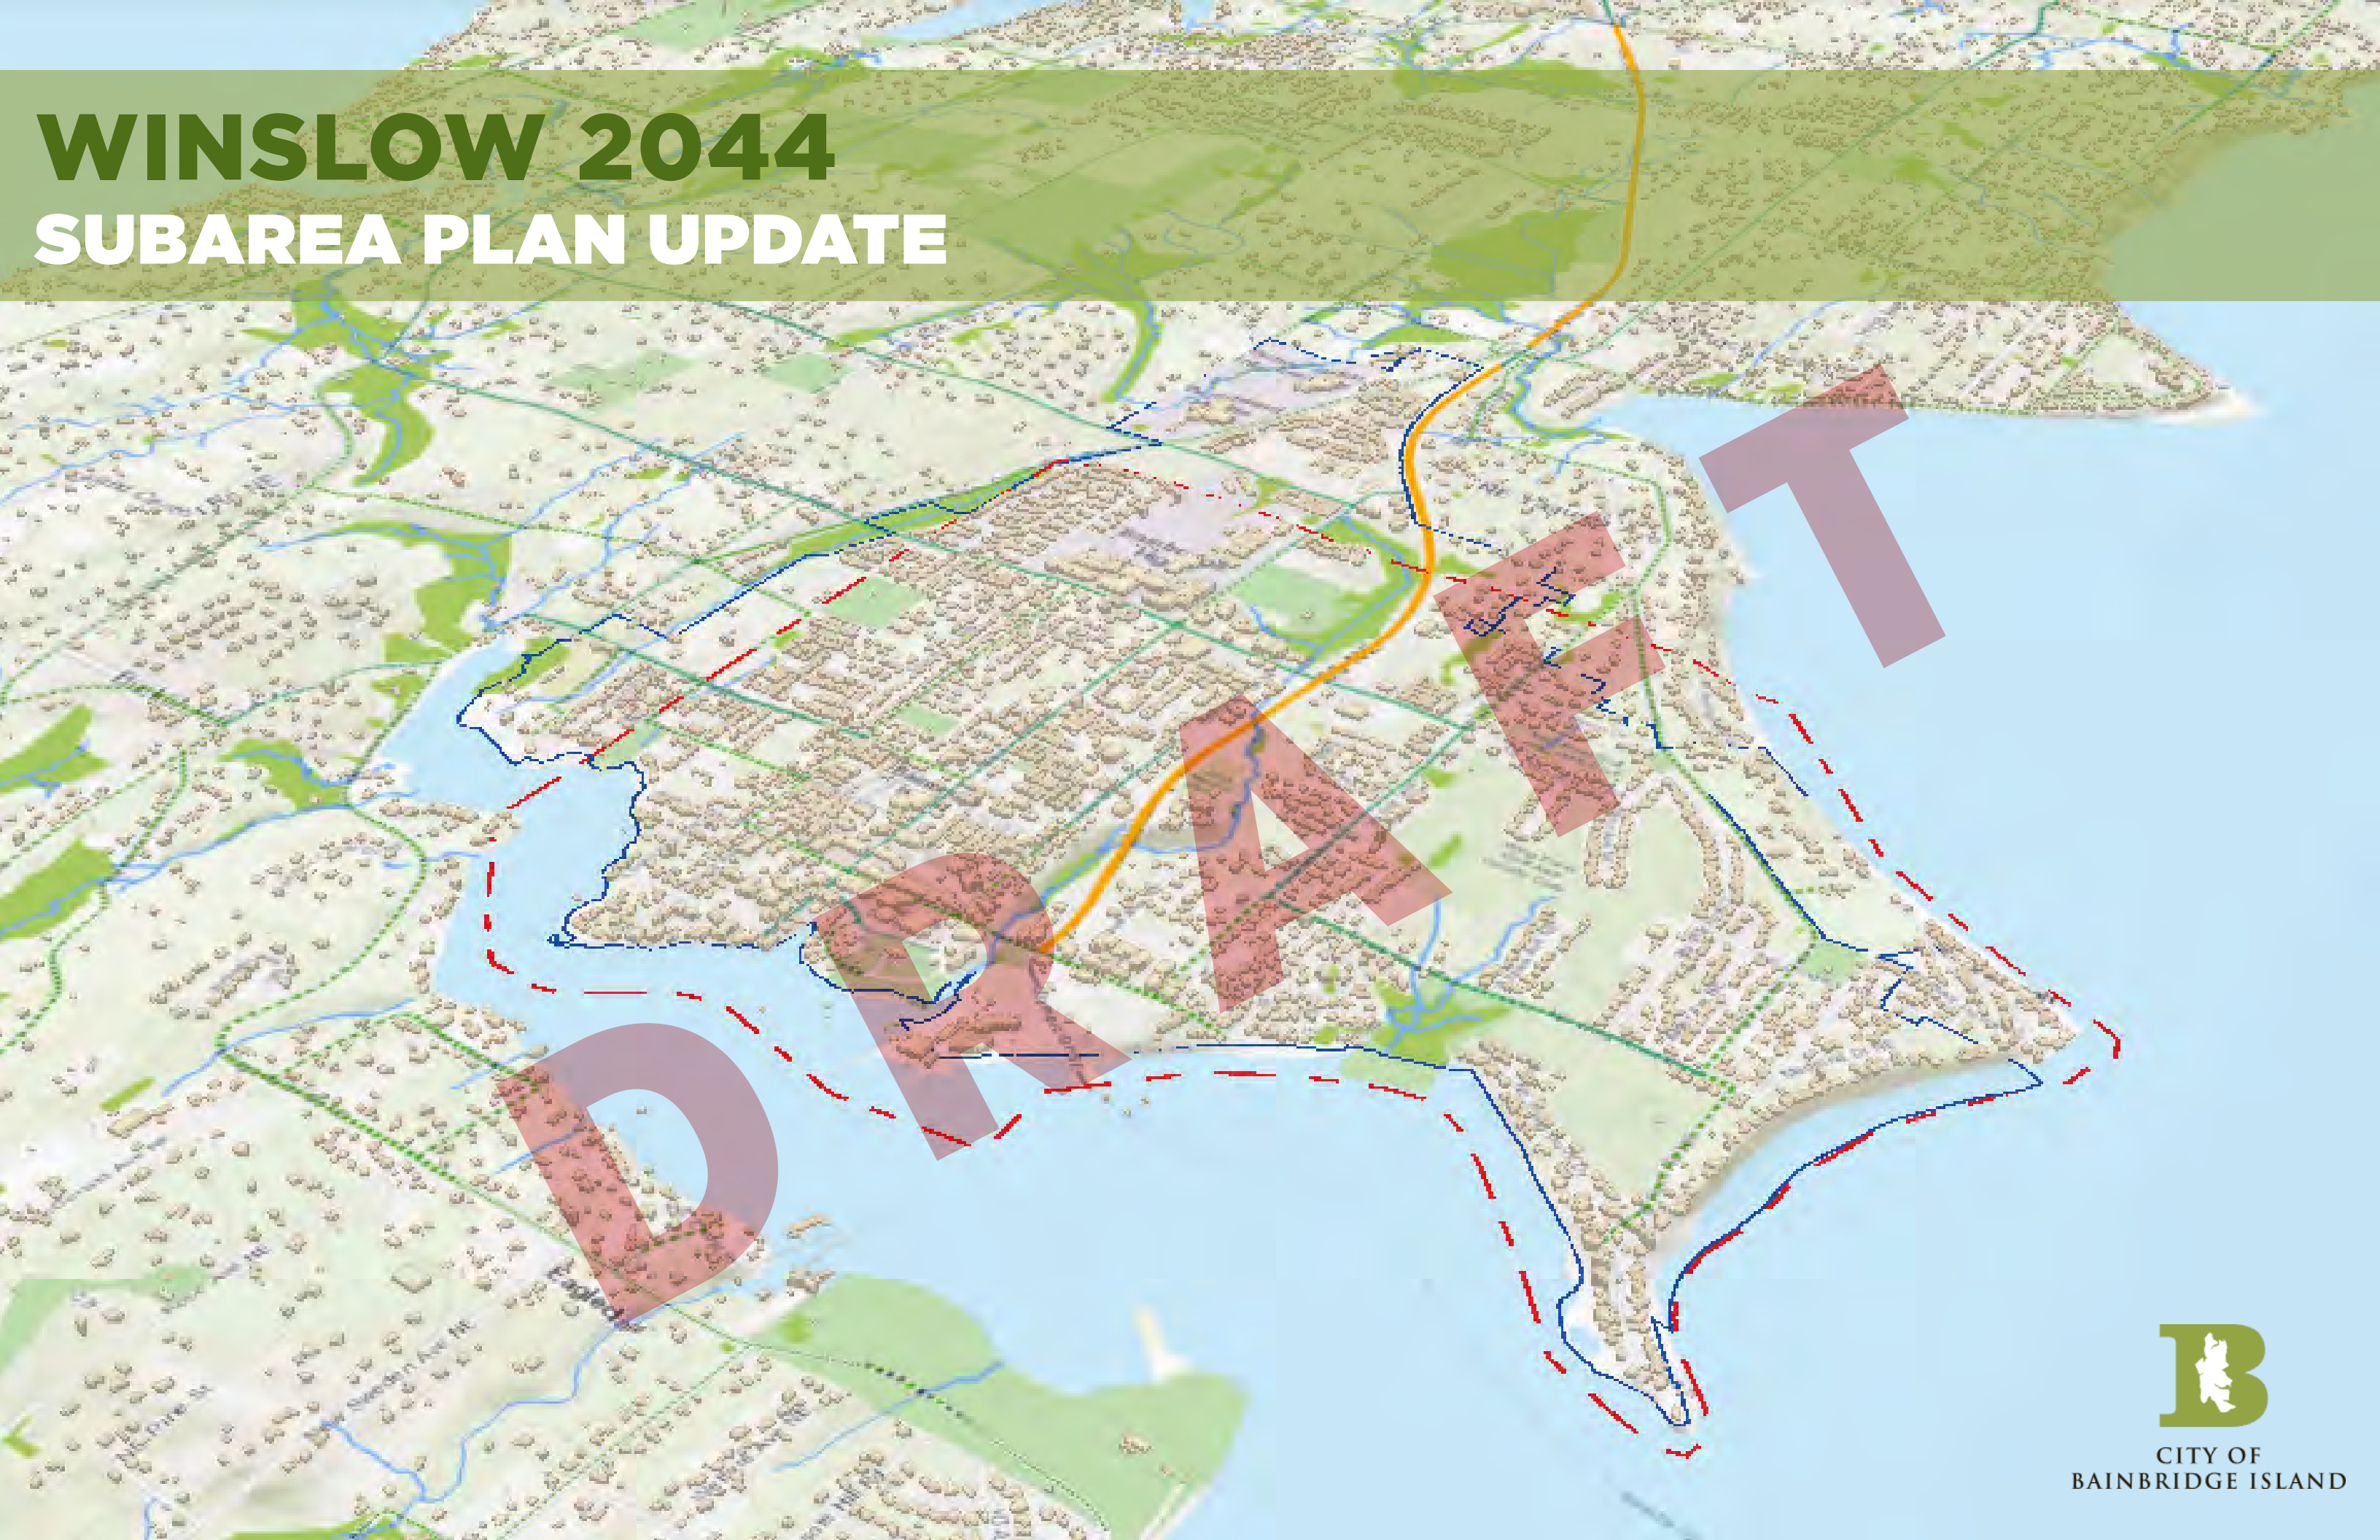 WINSLOW 2044
SUBAREA PLAN UPDATE
DRAFT
CITY OF
BAINBRIDGE ISLAND